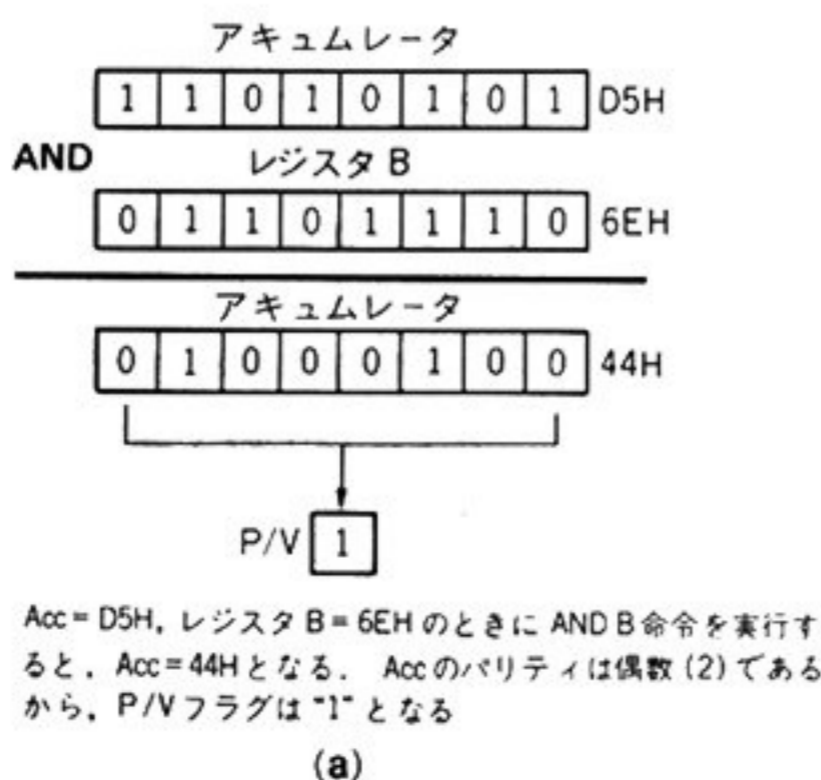 アキュムレータ
1 1 0 1 0 1 0 1 D5H
AND レジスタ B
0 1 1 0 1 1 1 0 6EH
アキュムレータ
0 1 0 0 0 1 0 0 44H
P/V 1
Acc=D5H, レジスタ B=6EH のときに AND B 命令を実行す
ると, Acc=44H となる. Acc のパリティは偶数 (2) である
から, P/V フラグは "1" となる
(a)